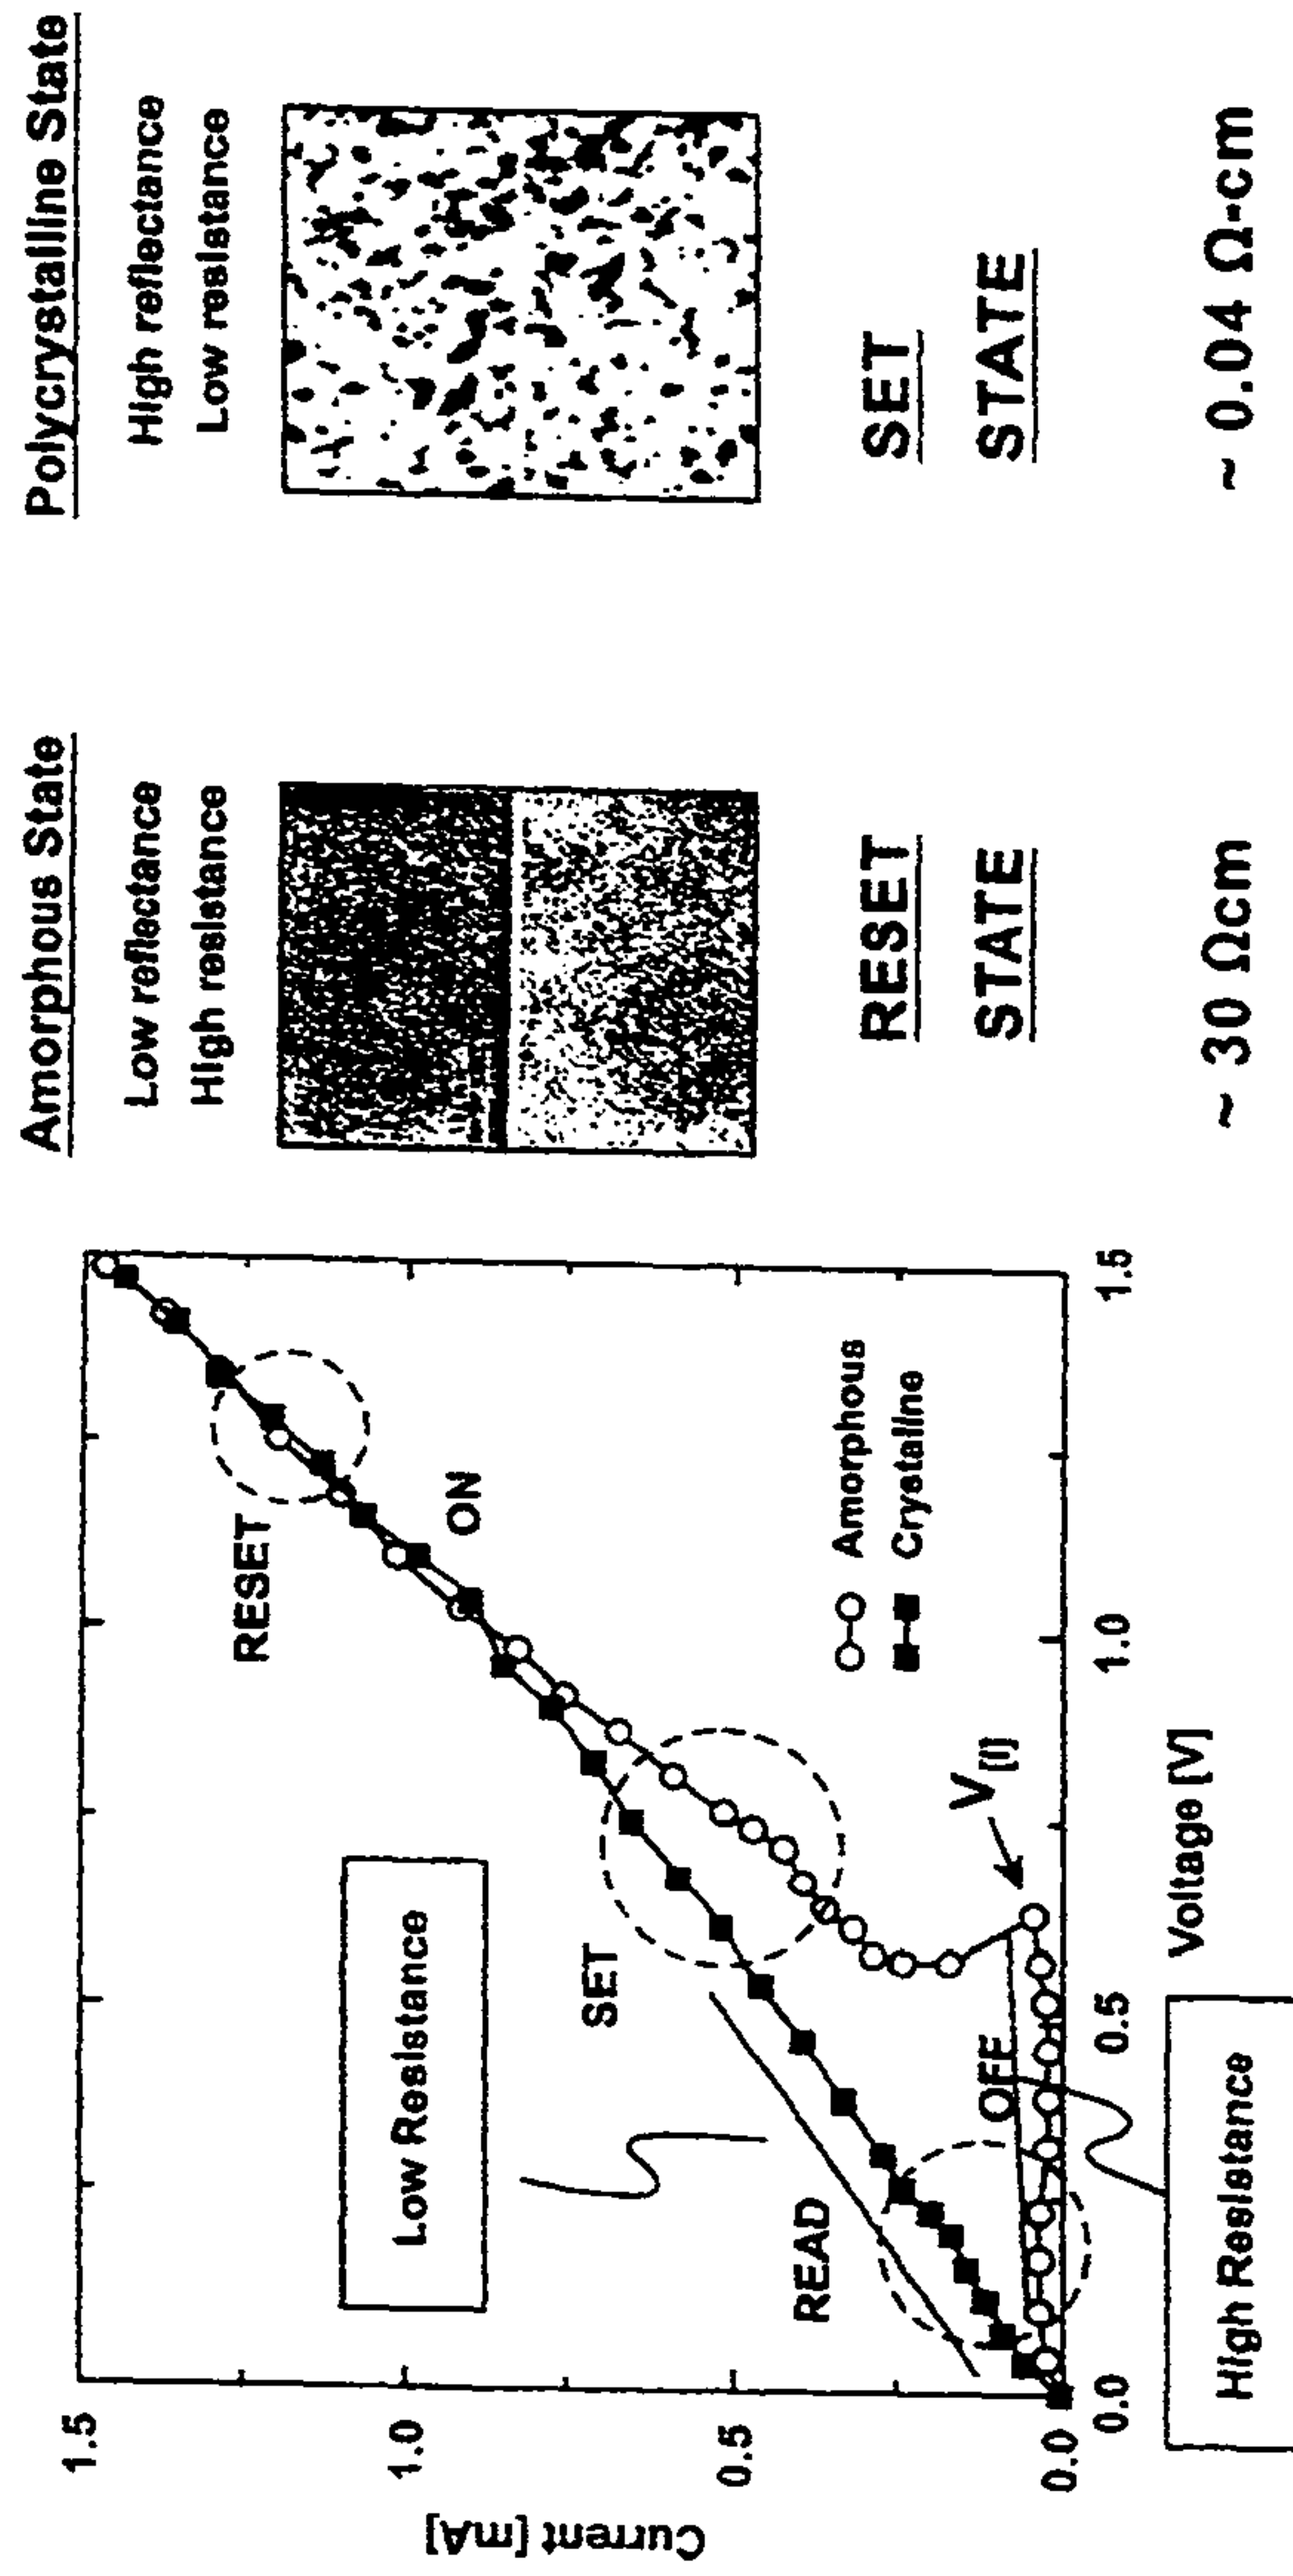 Amorphous State
Low reflectance
High resistance
RESET
STATE
~ 30 Ωcm
Polycrystalline State
High reflectance
Low resistance
SET
STATE
~ 0.04 Ω·cm
Current [mA]
1.5
1.0
0.5
0.0
0.0
0.5
1.0
1.5
Voltage [V]
RESET
ON
Low Resistance
SET
READ
OFF
V[I]
Amorphous
Crystalline
High Resistance